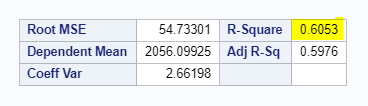 Root MSE 54.73301 R-Square 0.6053
Dependent Mean 2056.09925 Adj R-Sq 0.5976
Coeff Var 2.66198